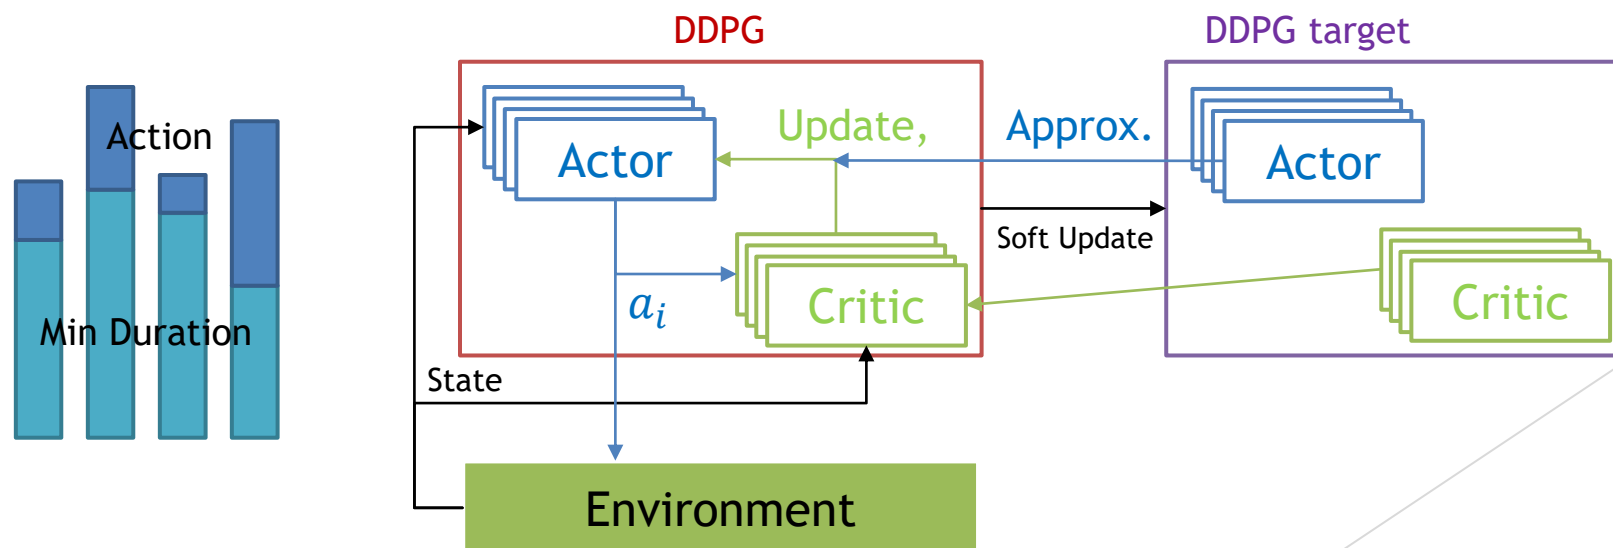 DDPG
DDPG target
Action
Update,
Approx.
Actor
Actor
Soft Update
a_i
Critic
Critic
Min Duration
State
Environment